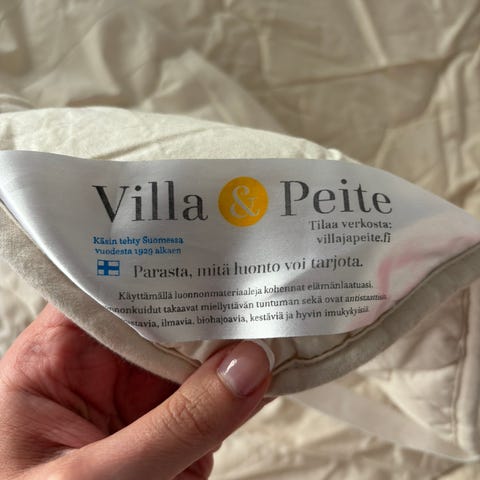 Villa & Peite
Tilaa verkosta:
villajapeite.fi
Käsin tehty Suomessa
vuodesta 1929 alkaen
Parasta, mitä luonto voi tarjota.
Käyttämällä luonnonmateriaaleja kohennat elämänlaatuasi.
takaavat miellyttävän tuntuman sekä ovat antistaattisia,
ilmavia, biohajoavia, kestäviä ja hyvin imukykyisiä.